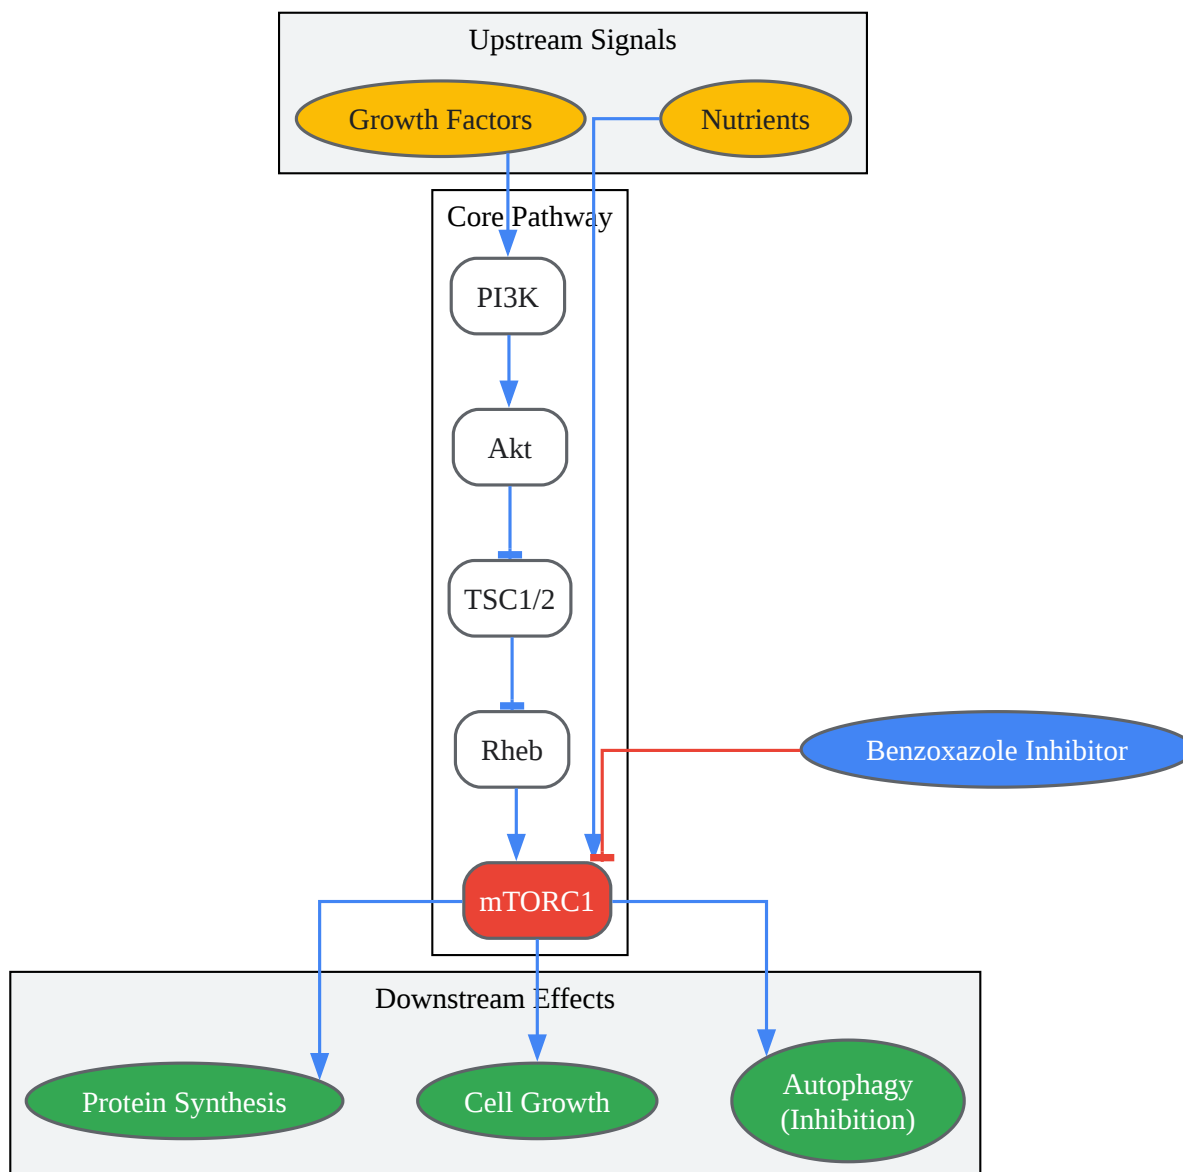 Upstream Signals
Growth Factors
Nutrients
Core Pathway
PI3K
Akt
TSC1/2
Rheb
Benzoxazole Inhibitor
mTORC1
Downstream Effects
Protein Synthesis
Cell Growth
Autophagy
(Inhibition)